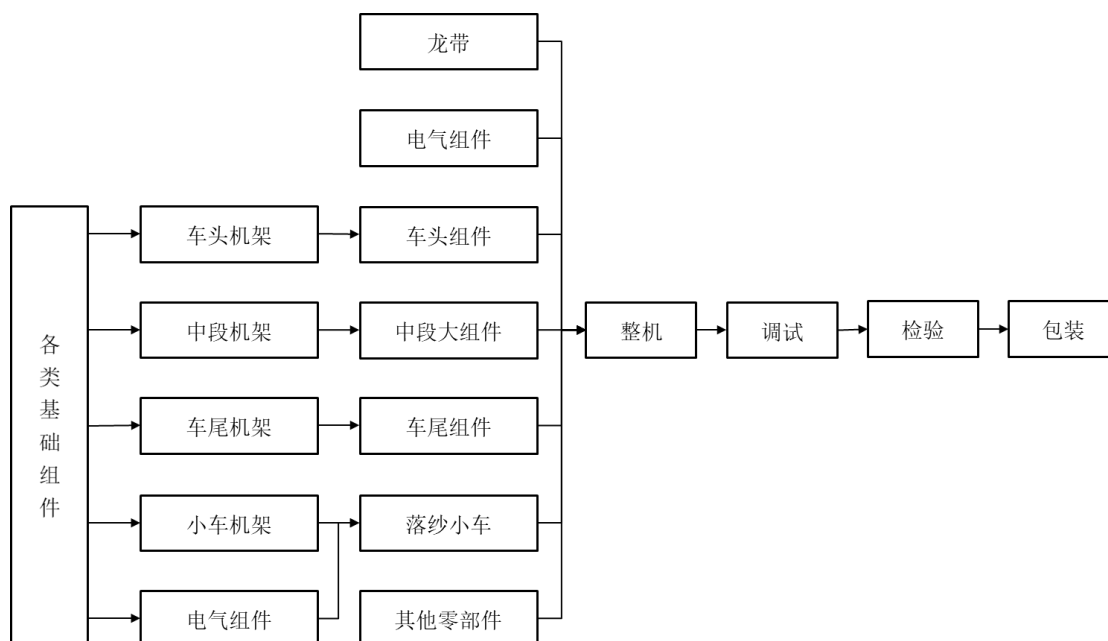 龙带
电气组件
各类基础组件
车头机架
车头组件
中段机架
中段大组件
整机
调试
检验
包装
车尾机架
车尾组件
小车机架
落纱小车
电气组件
其他零部件